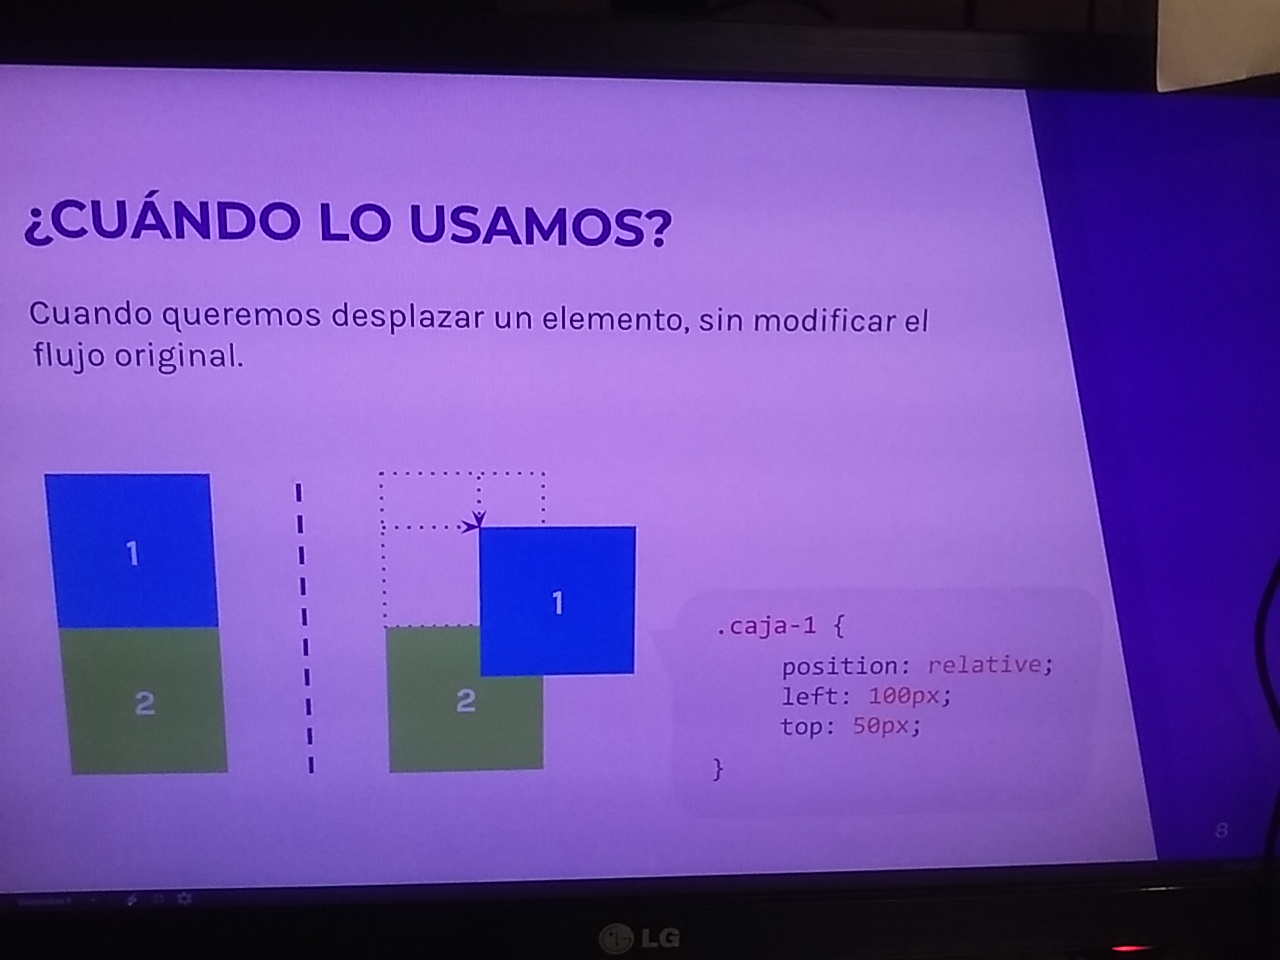 ¿CUÁNDO LO USAMOS?
Cuando queremos desplazar un elemento, sin modificar el
flujo original.
1
2
1
2
.caja-1 {
position: relative;
left: 100px;
top: 50px;
}
8
LG